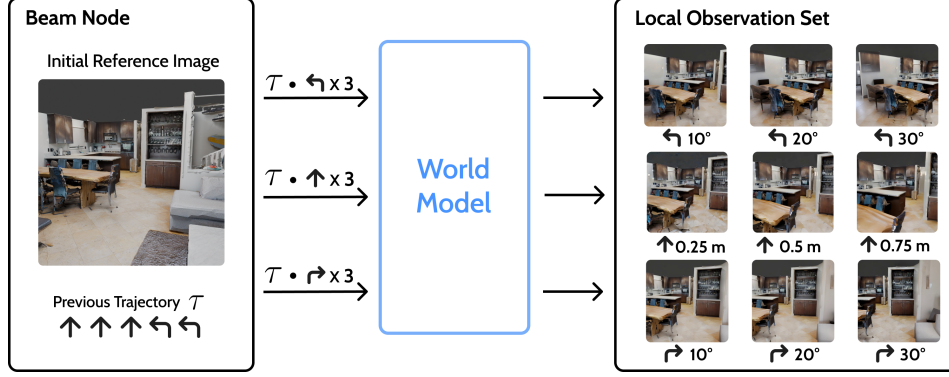 Beam Node
Initial Reference Image
Previous Trajectory τ
τ • ↰ x 3
τ • ↑ x 3
τ • ↱ x 3
World
Model
Local Observation Set
↰ 10° ↰ 20° ↰ 30°
↑ 0.25 m ↑ 0.5 m ↑ 0.75 m
↱ 10° ↱ 20° ↱ 30°